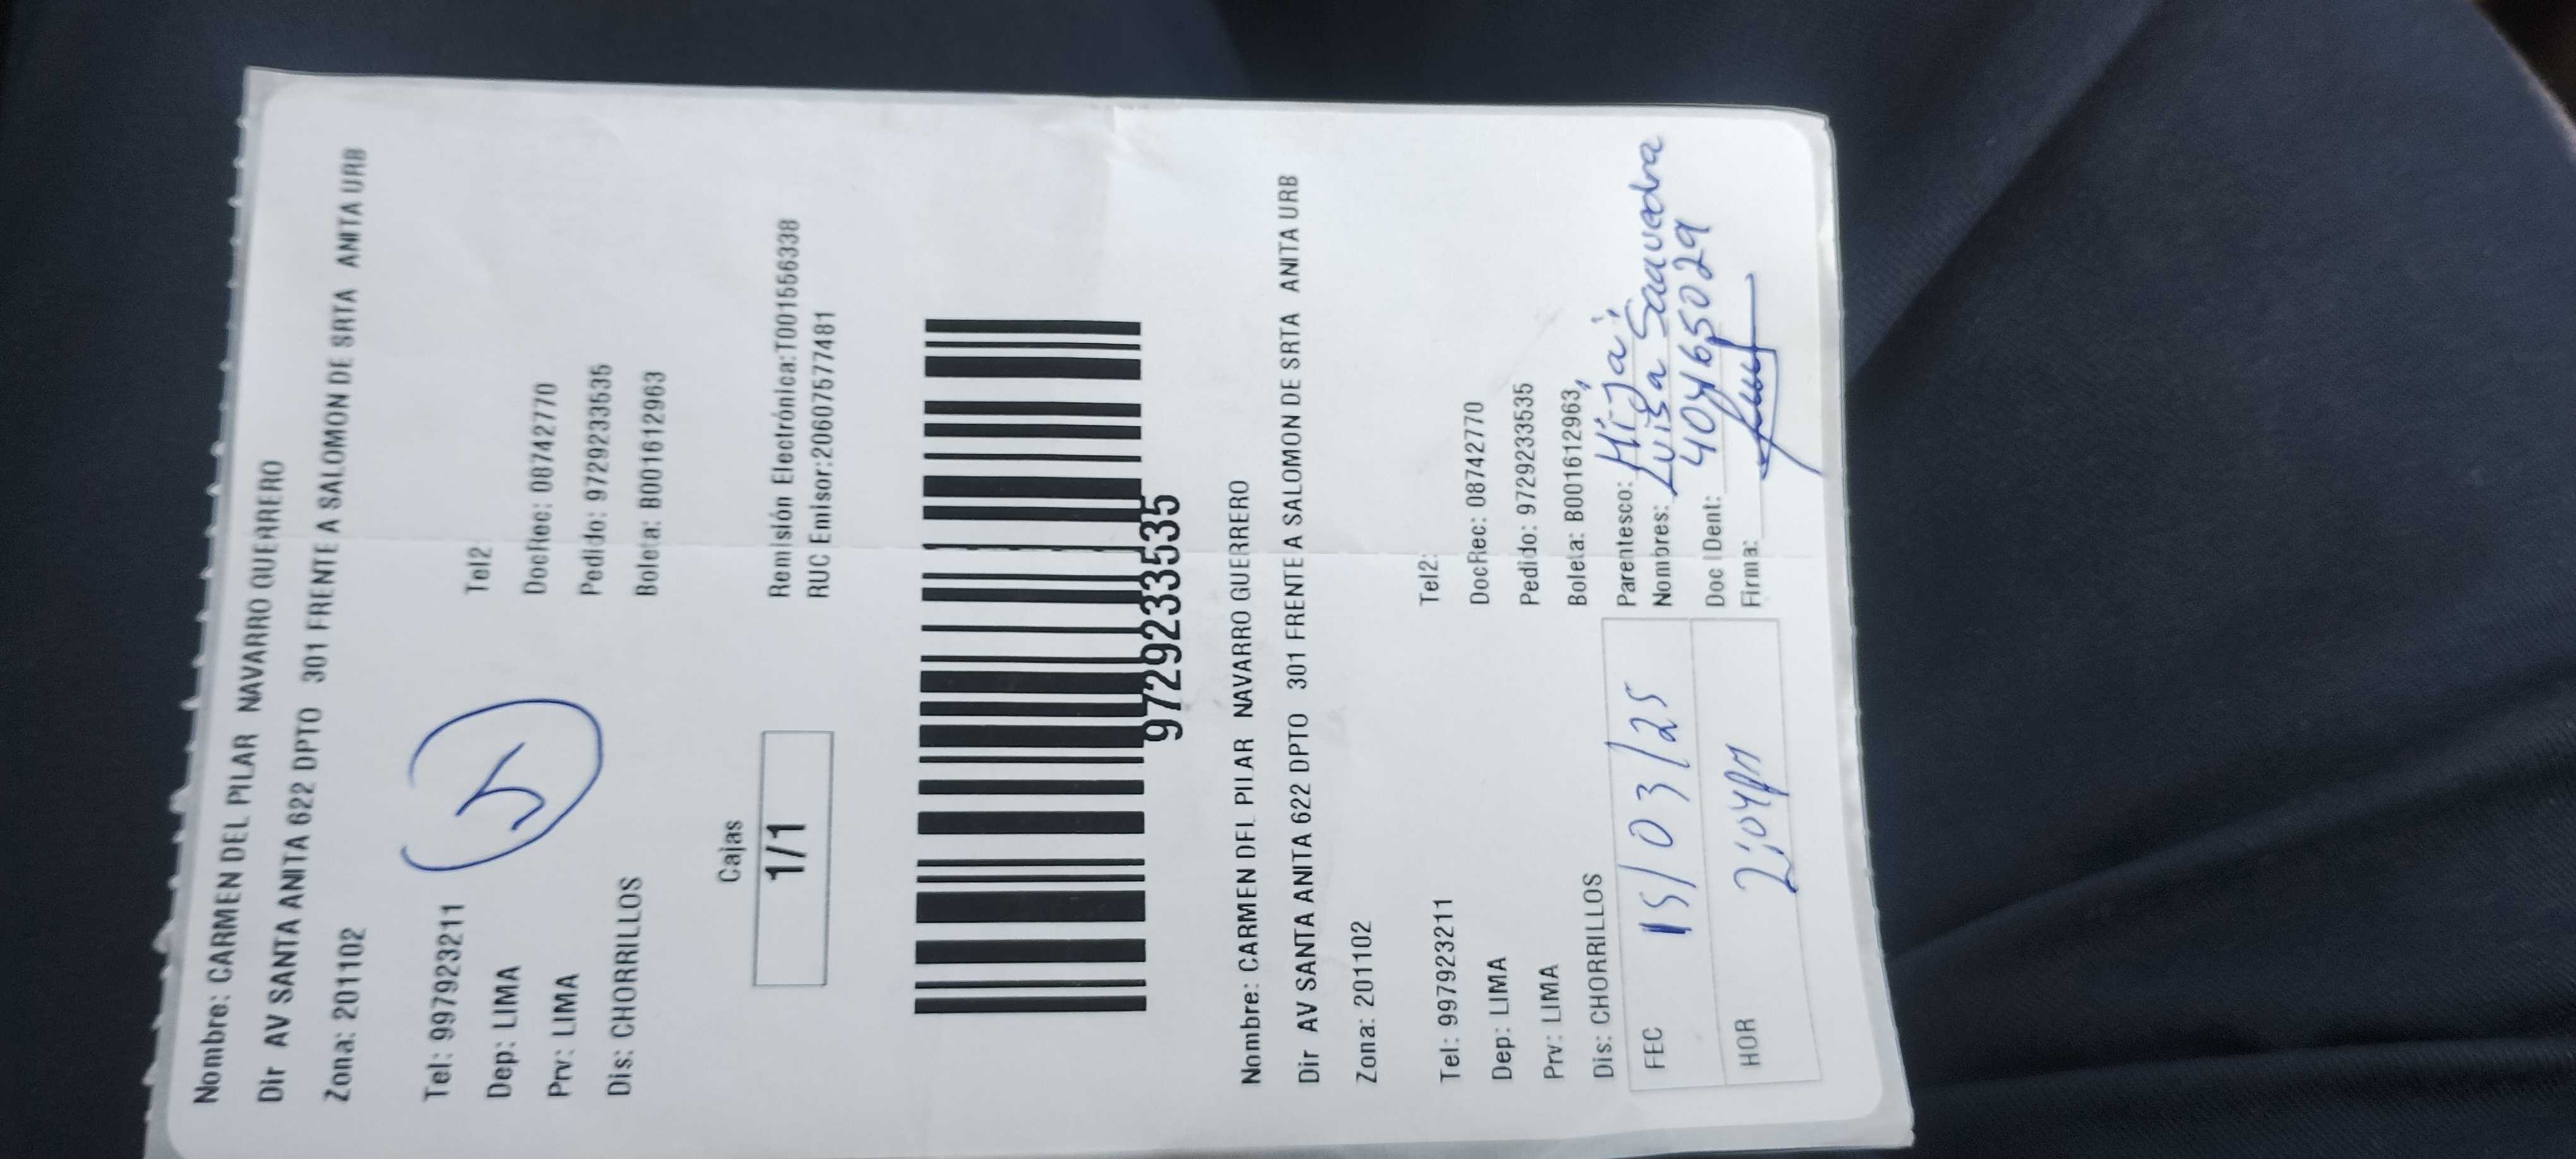 Nombre: CARMEN DEL PILAR NAVARRO GUERRERO
Dir AV SANTA ANITA 622 DPTO 301 FRENTE A SALOMON DE SRTA ANITA URB
Zona: 201102
Tel: 997923211 Tel2:
Dep: LIMA DocRec: 08742770
Prv: LIMA Pedido: 9729233535
Dis: CHORRILLOS Boleta: B001612963
5
Cajas
1/1
Remisión Electrónica:T001556338
RUC Emisor:20607577481
9729233535
Nombre: CARMEN DEL PILAR NAVARRO GUERRERO
Dir AV SANTA ANITA 622 DPTO 301 FRENTE A SALOMON DE SRTA ANITA URB
Zona: 201102
Tel: 997923211 Tel2:
Dep: LIMA DocRec: 08742770
Prv: LIMA Pedido: 9729233535
Dis: CHORRILLOS Boleta: B001612963
FEC 15/03/25
HOR 2:04PM
Parentesco: Hija
Nombres: Luisa Saavedra
Doc IDent: 40465029
Firma: